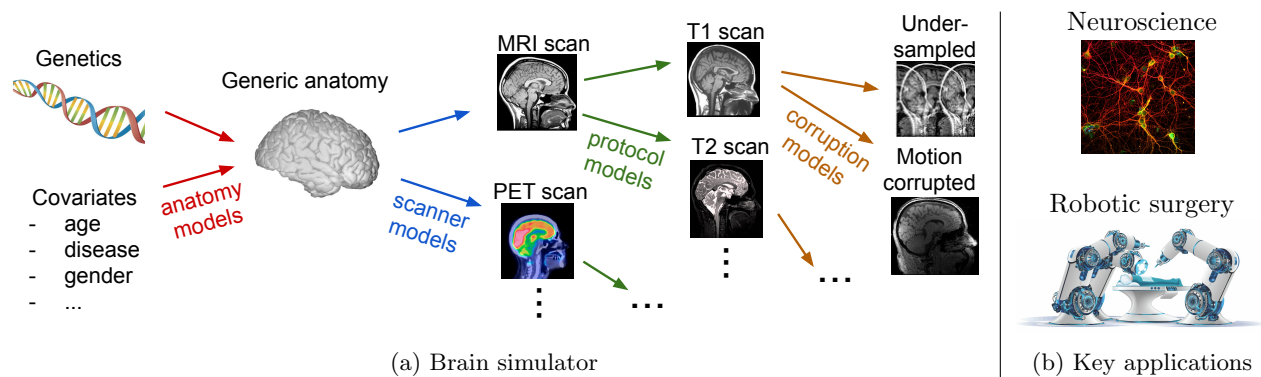 Genetics
Covariates
- age
- disease
- gender
- ...
anatomy
models
Generic anatomy
scanner
models
MRI scan
PET scan
protocol
models
...
T1 scan
T2 scan
corruption
models
...
Under-
sampled
Motion
corrupted
(a) Brain simulator
Neuroscience
Robotic surgery
(b) Key applications